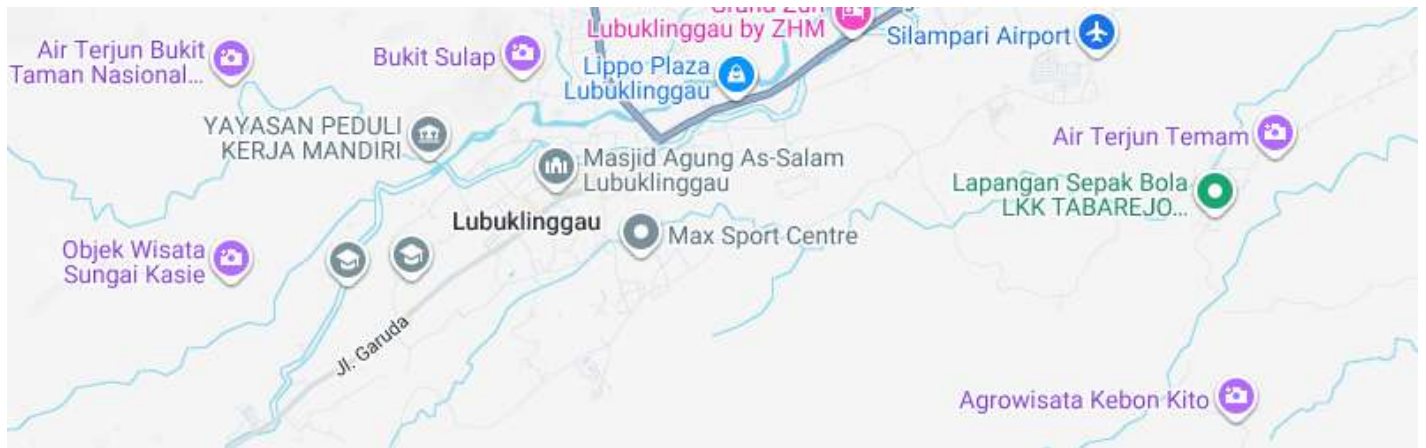 Lubuklinggau by ZHM
Silampari Airport
Air Terjun Bukit
Taman Nasional...
Bukit Sulap
Lippo Plaza
Lubuklinggau
YAYASAN PEDULI
KERJA MANDIRI
Air Terjun Temam
Masjid Agung As-Salam
Lubuklinggau
Lapangan Sepak Bola
LKK TABAREJO...
Lubuklinggau
Max Sport Centre
Objek Wisata
Sungai Kasie
Jl. Garuda
Agrowisata Kebon Kito